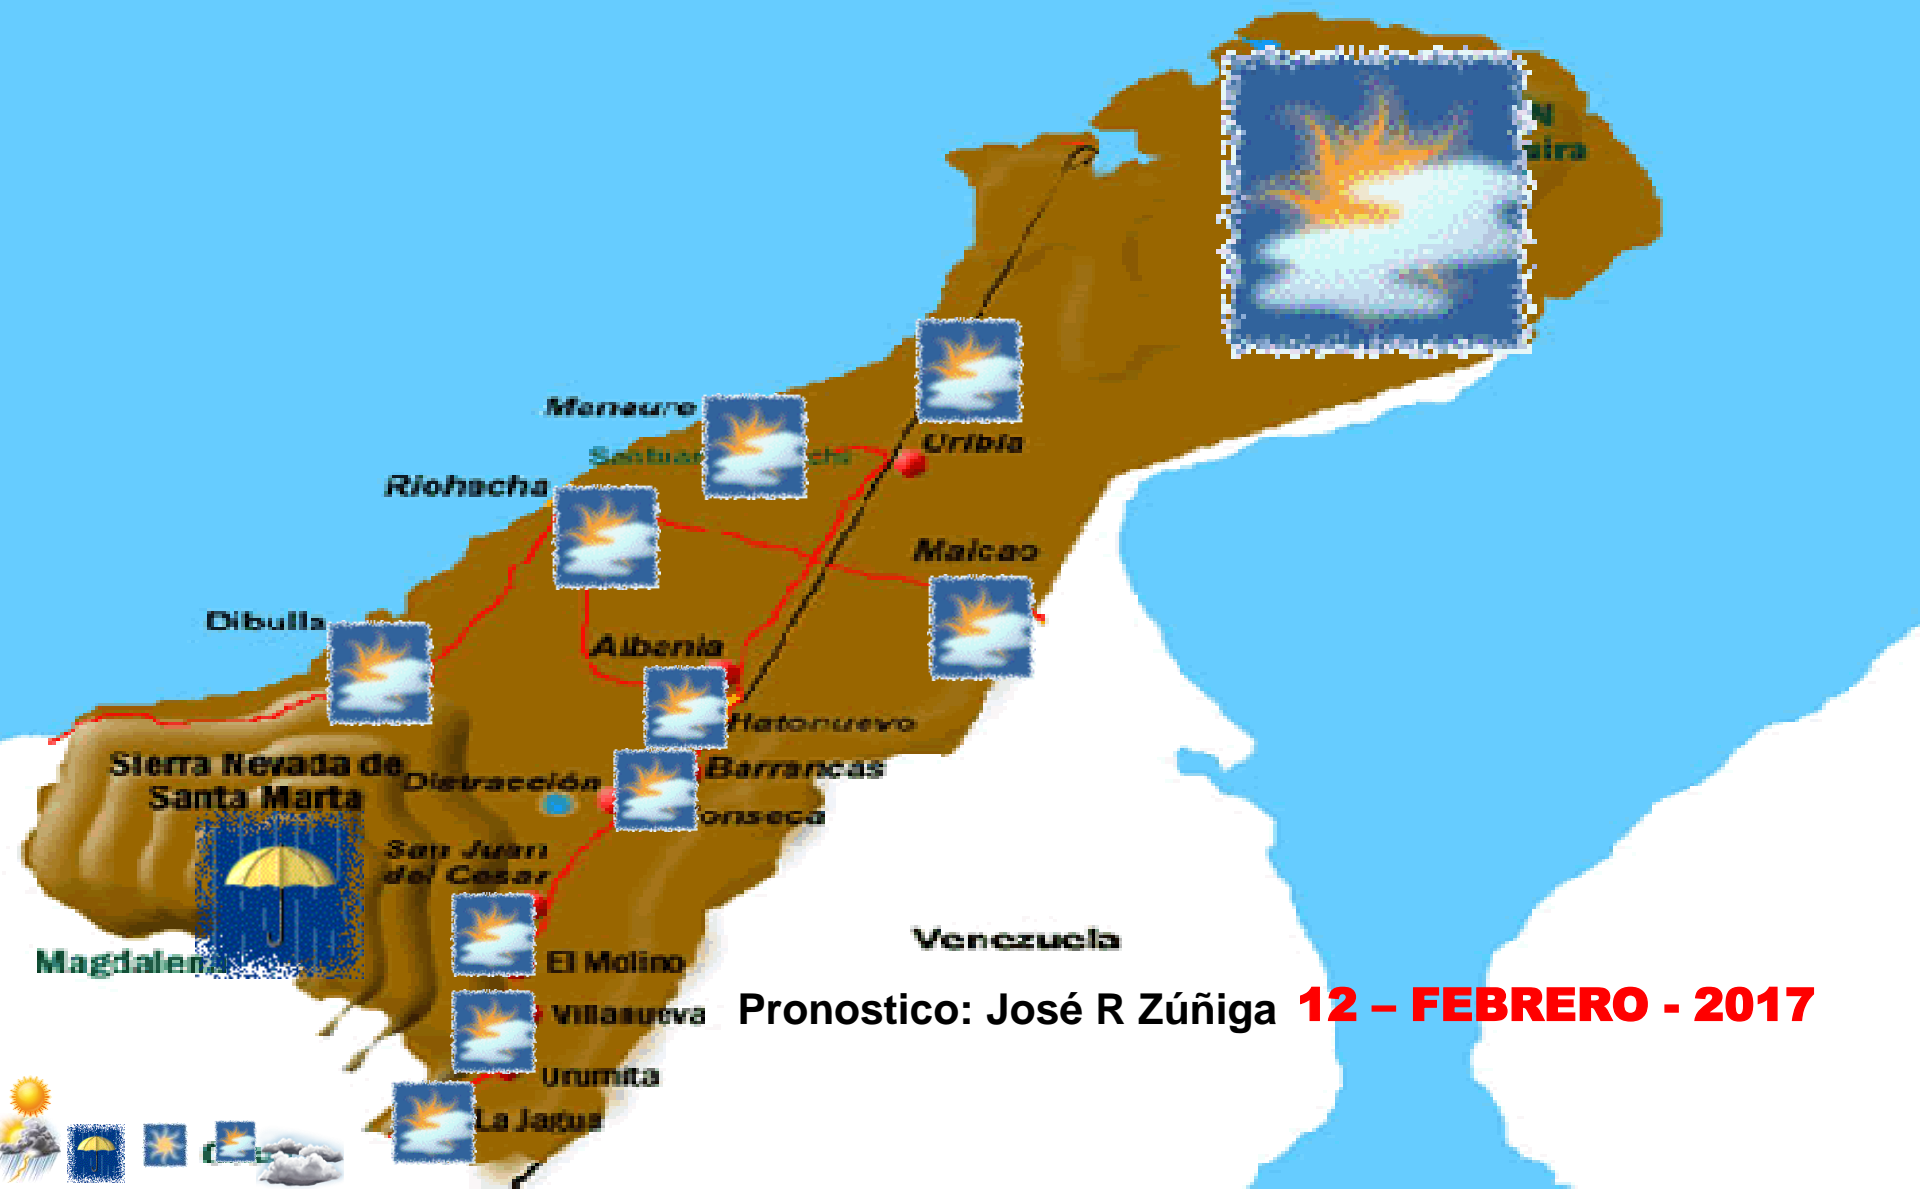 Manaure
Uribia
Riohacha
Maicao
Dibulla
Albania
Hatonuevo
Sierra Nevada de
Santa Marta
Distracción
Barrancas
San Juan
del Cesar
Venezuela
El Molino
Magdalena
Villanueva
Pronostico: José R Zúñiga 12 – FEBRERO - 2017
Urumita
La Jagua